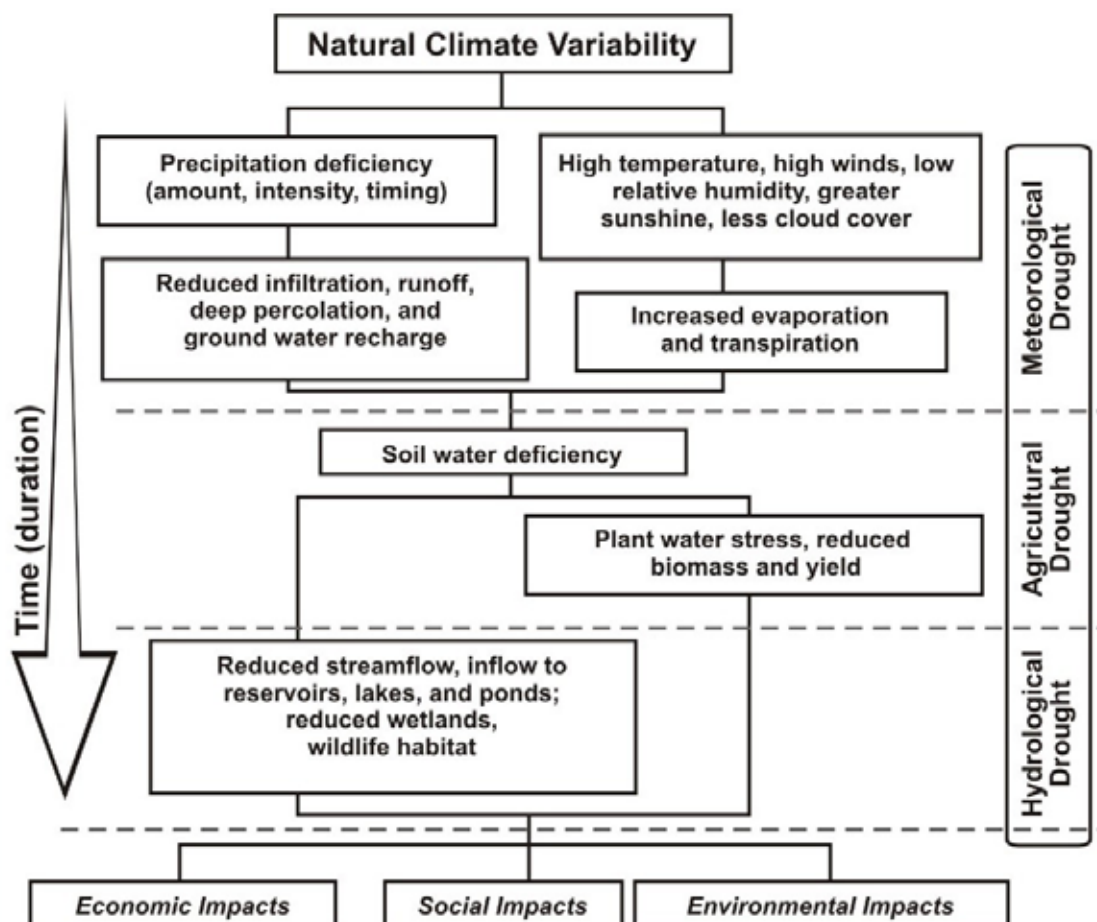 Natural Climate Variability
Precipitation deficiency
(amount, intensity, timing)
High temperature, high winds, low
relative humidity, greater
sunshine, less cloud cover
Reduced infiltration, runoff,
deep percolation, and
ground water recharge
Increased evaporation
and transpiration
Meteorological
Drought
Time (duration)
Soil water deficiency
Plant water stress, reduced
biomass and yield
Agricultural
Drought
Reduced streamflow, inflow to
reservoirs, lakes, and ponds;
reduced wetlands,
wildlife habitat
Hydrological
Drought
Economic Impacts
Social Impacts
Environmental Impacts